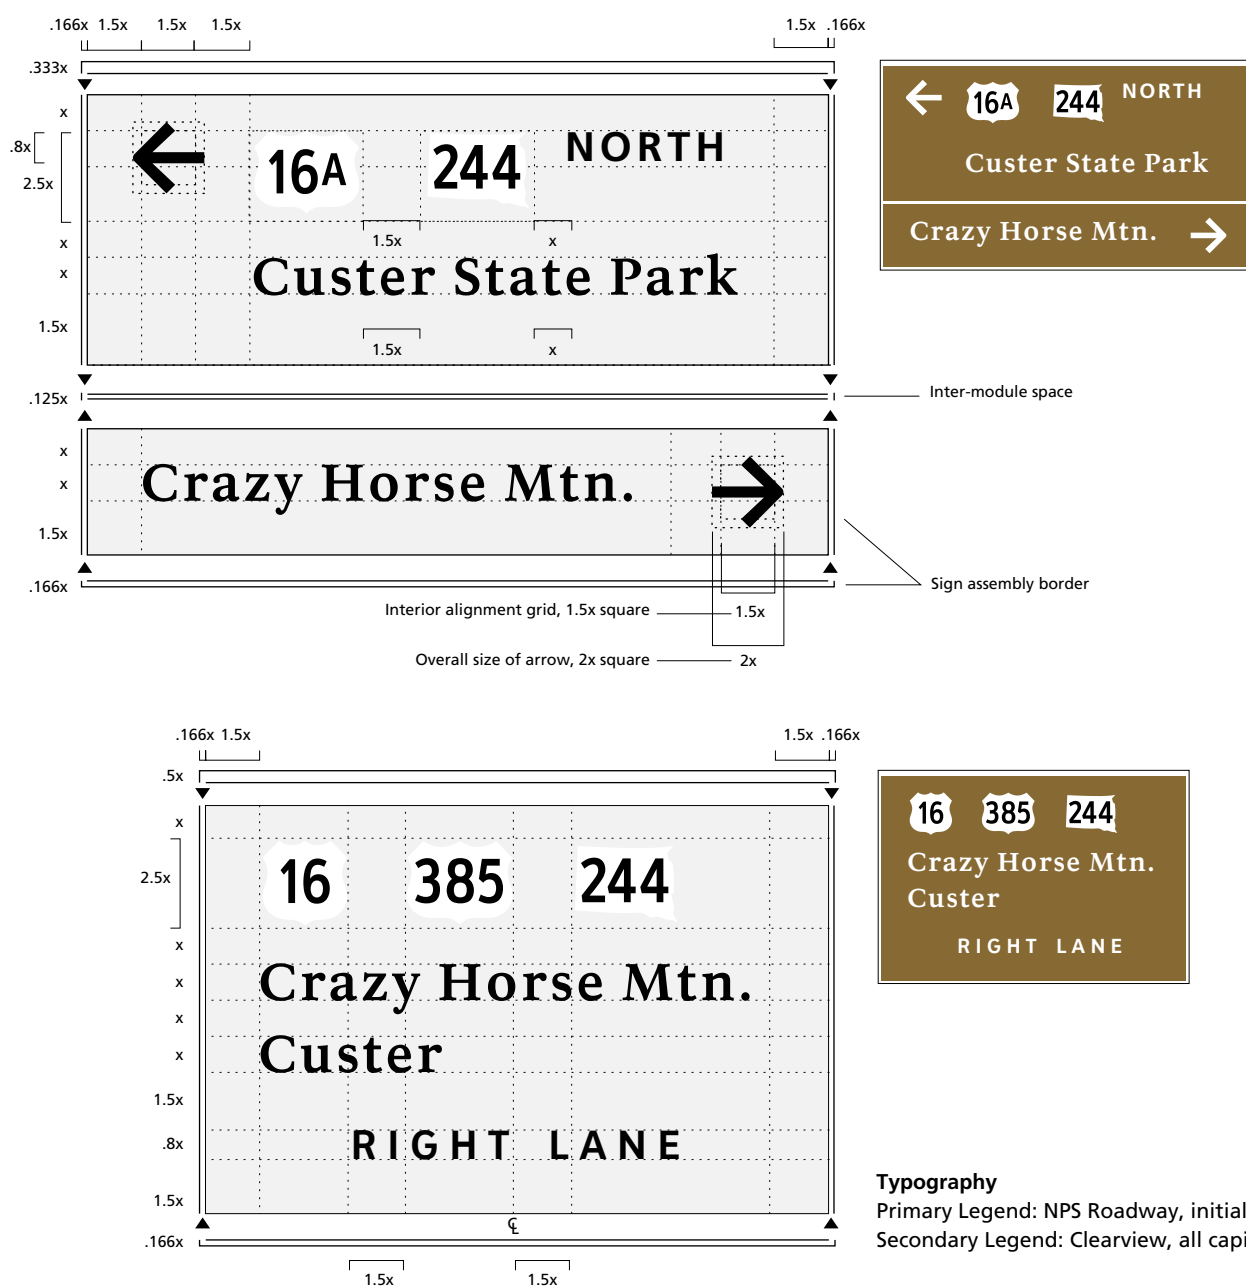 .166x 1.5x 1.5x 1.5x 1.5x .166x
.333x
x
.8x
2.5x
x
x
1.5x
16A 244 NORTH
1.5x x
Custer State Park
1.5x x
.125x
Inter-module space
x
x
1.5x
Crazy Horse Mtn.
.166x
Sign assembly border
Interior alignment grid, 1.5x square 1.5x
Overall size of arrow, 2x square 2x
16A 244 NORTH
Custer State Park
Crazy Horse Mtn.
.166x 1.5x 1.5x .166x
.5x
x
2.5x
x
x
x
x
1.5x
.8x
1.5x
.166x
16 385 244
Crazy Horse Mtn.
Custer
RIGHT LANE
℄
1.5x 1.5x
16 385 244
Crazy Horse Mtn.
Custer
RIGHT LANE
Typography
Primary Legend: NPS Roadway, initial
Secondary Legend: Clearview, all capi